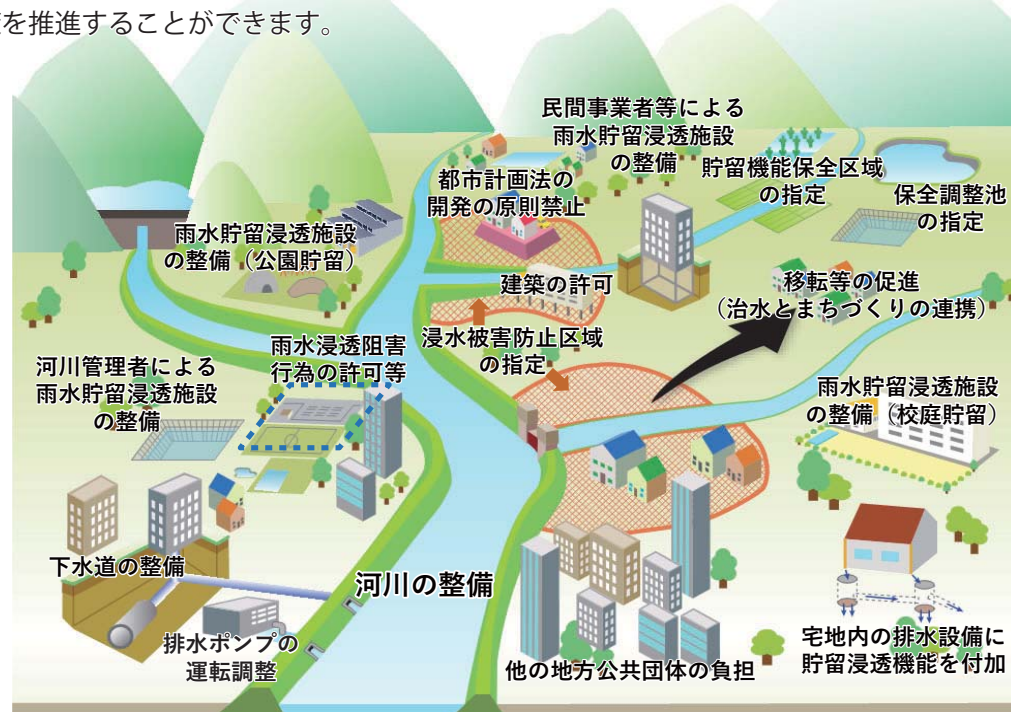 を推進することができます。
民間事業者等による
雨水貯留浸透施設
の整備
都市計画法の
開発の原則禁止
貯留機能保全区域
の指定
保全調整池
の指定
雨水貯留浸透施設
の整備（公園貯留）
建築の許可
移転等の促進
（治水とまちづくりの連携）
浸水被害防止区域
の指定
雨水浸透阻害
行為の許可等
河川管理者による
雨水貯留浸透施設
の整備
雨水貯留浸透施設
の整備（校庭貯留）
下水道の整備
河川の整備
排水ポンプの
運転調整
他の地方公共団体の負担
宅地内の排水設備に
貯留浸透機能を付加